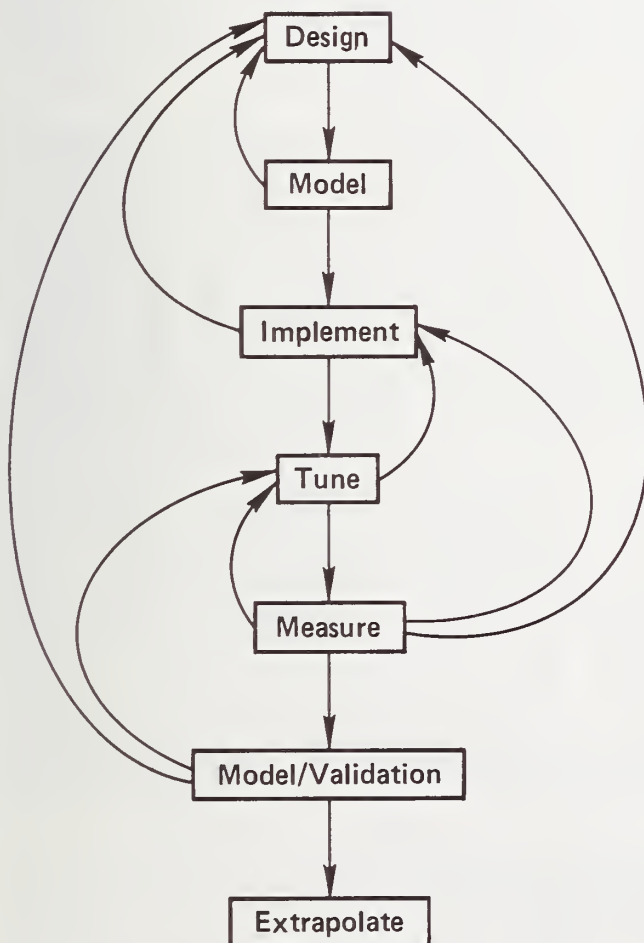 Design
Model
Implement
Tune
Measure
Model/Validation
Extrapolate